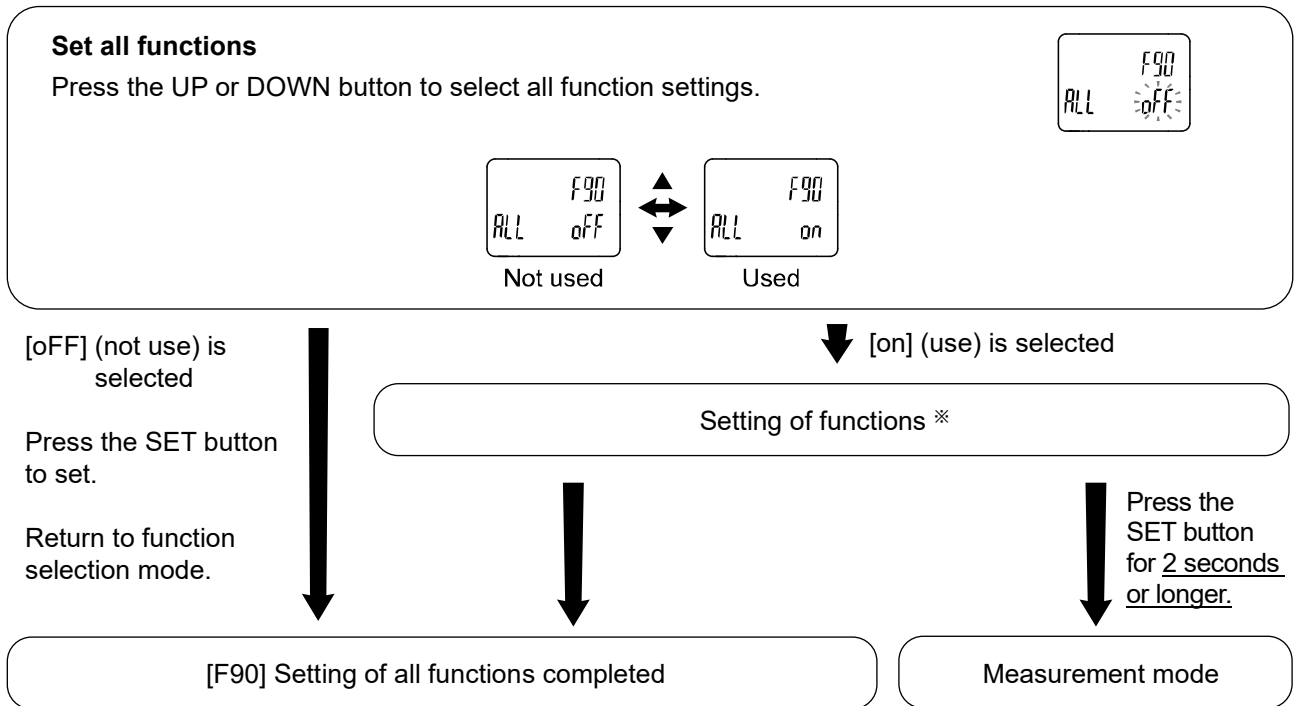 Set all functions
Press the UP or DOWN button to select all function settings.
F90
ALL oFF
F90
ALL oFF
Not used
F90
ALL on
Used
[oFF] (not use) is
selected
Press the SET button
to set.
Return to function
selection mode.
[on] (use) is selected
Setting of functions ※
Press the
SET button
for 2 seconds
or longer.
[F90] Setting of all functions completed
Measurement mode